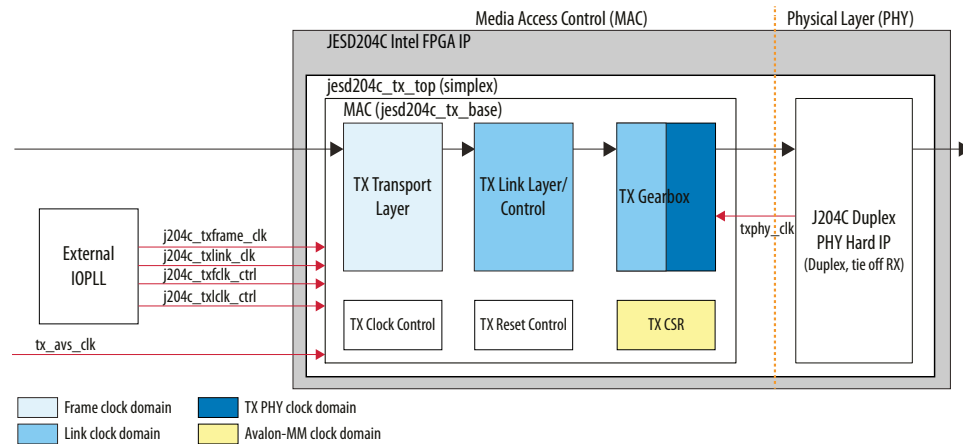 Media Access Control (MAC)
Physical Layer (PHY)
JESD204C Intel FPGA IP
jesd204c_tx_top (simplex)
MAC (jesd204c_tx_base)
TX Transport
Layer
TX Link Layer/
Control
TX Gearbox
txphy_clk
J204C Duplex
PHY Hard IP
(Duplex, tie off RX)
External
IOPLL
j204c_txframe_clk
j204c_txlink_clk
j204c_txfclk_ctrl
j204c_txlclk_ctrl
TX Clock Control
TX Reset Control
TX CSR
tx_avs_clk
Frame clock domain
TX PHY clock domain
Link clock domain
Avalon-MM clock domain